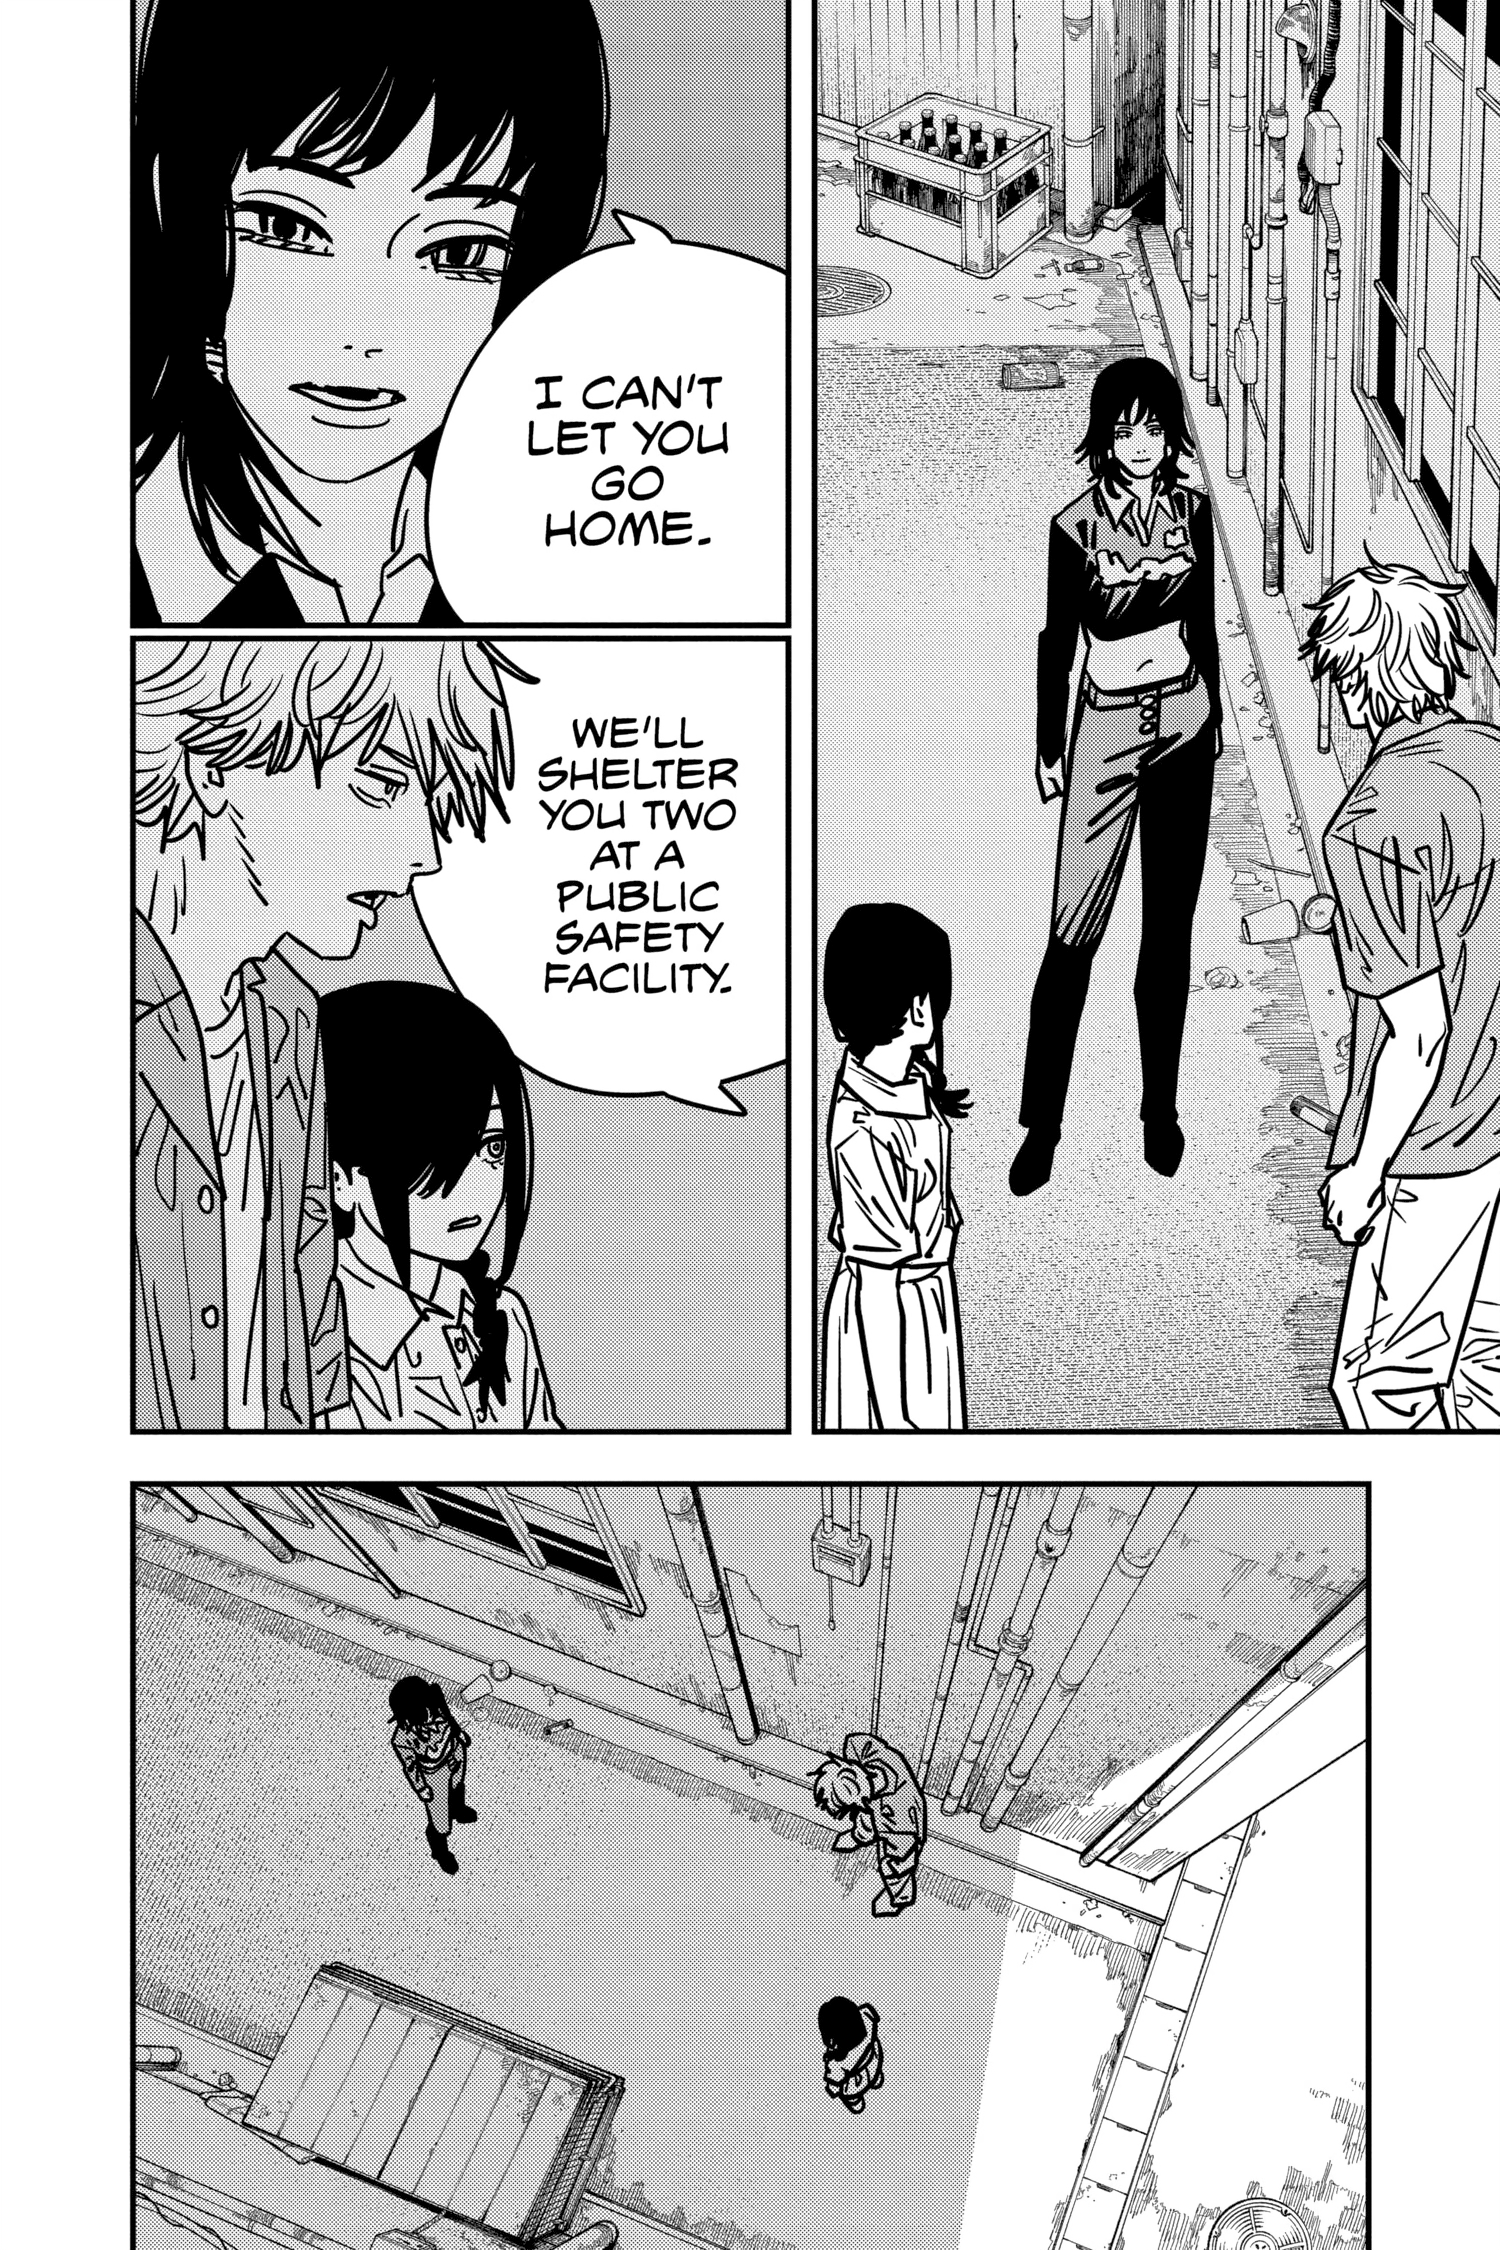 I CAN'T
LET YOU
GO
HOME.
WE'LL
SHELTER
YOU TWO
AT A
PUBLIC
SAFETY
FACILITY.